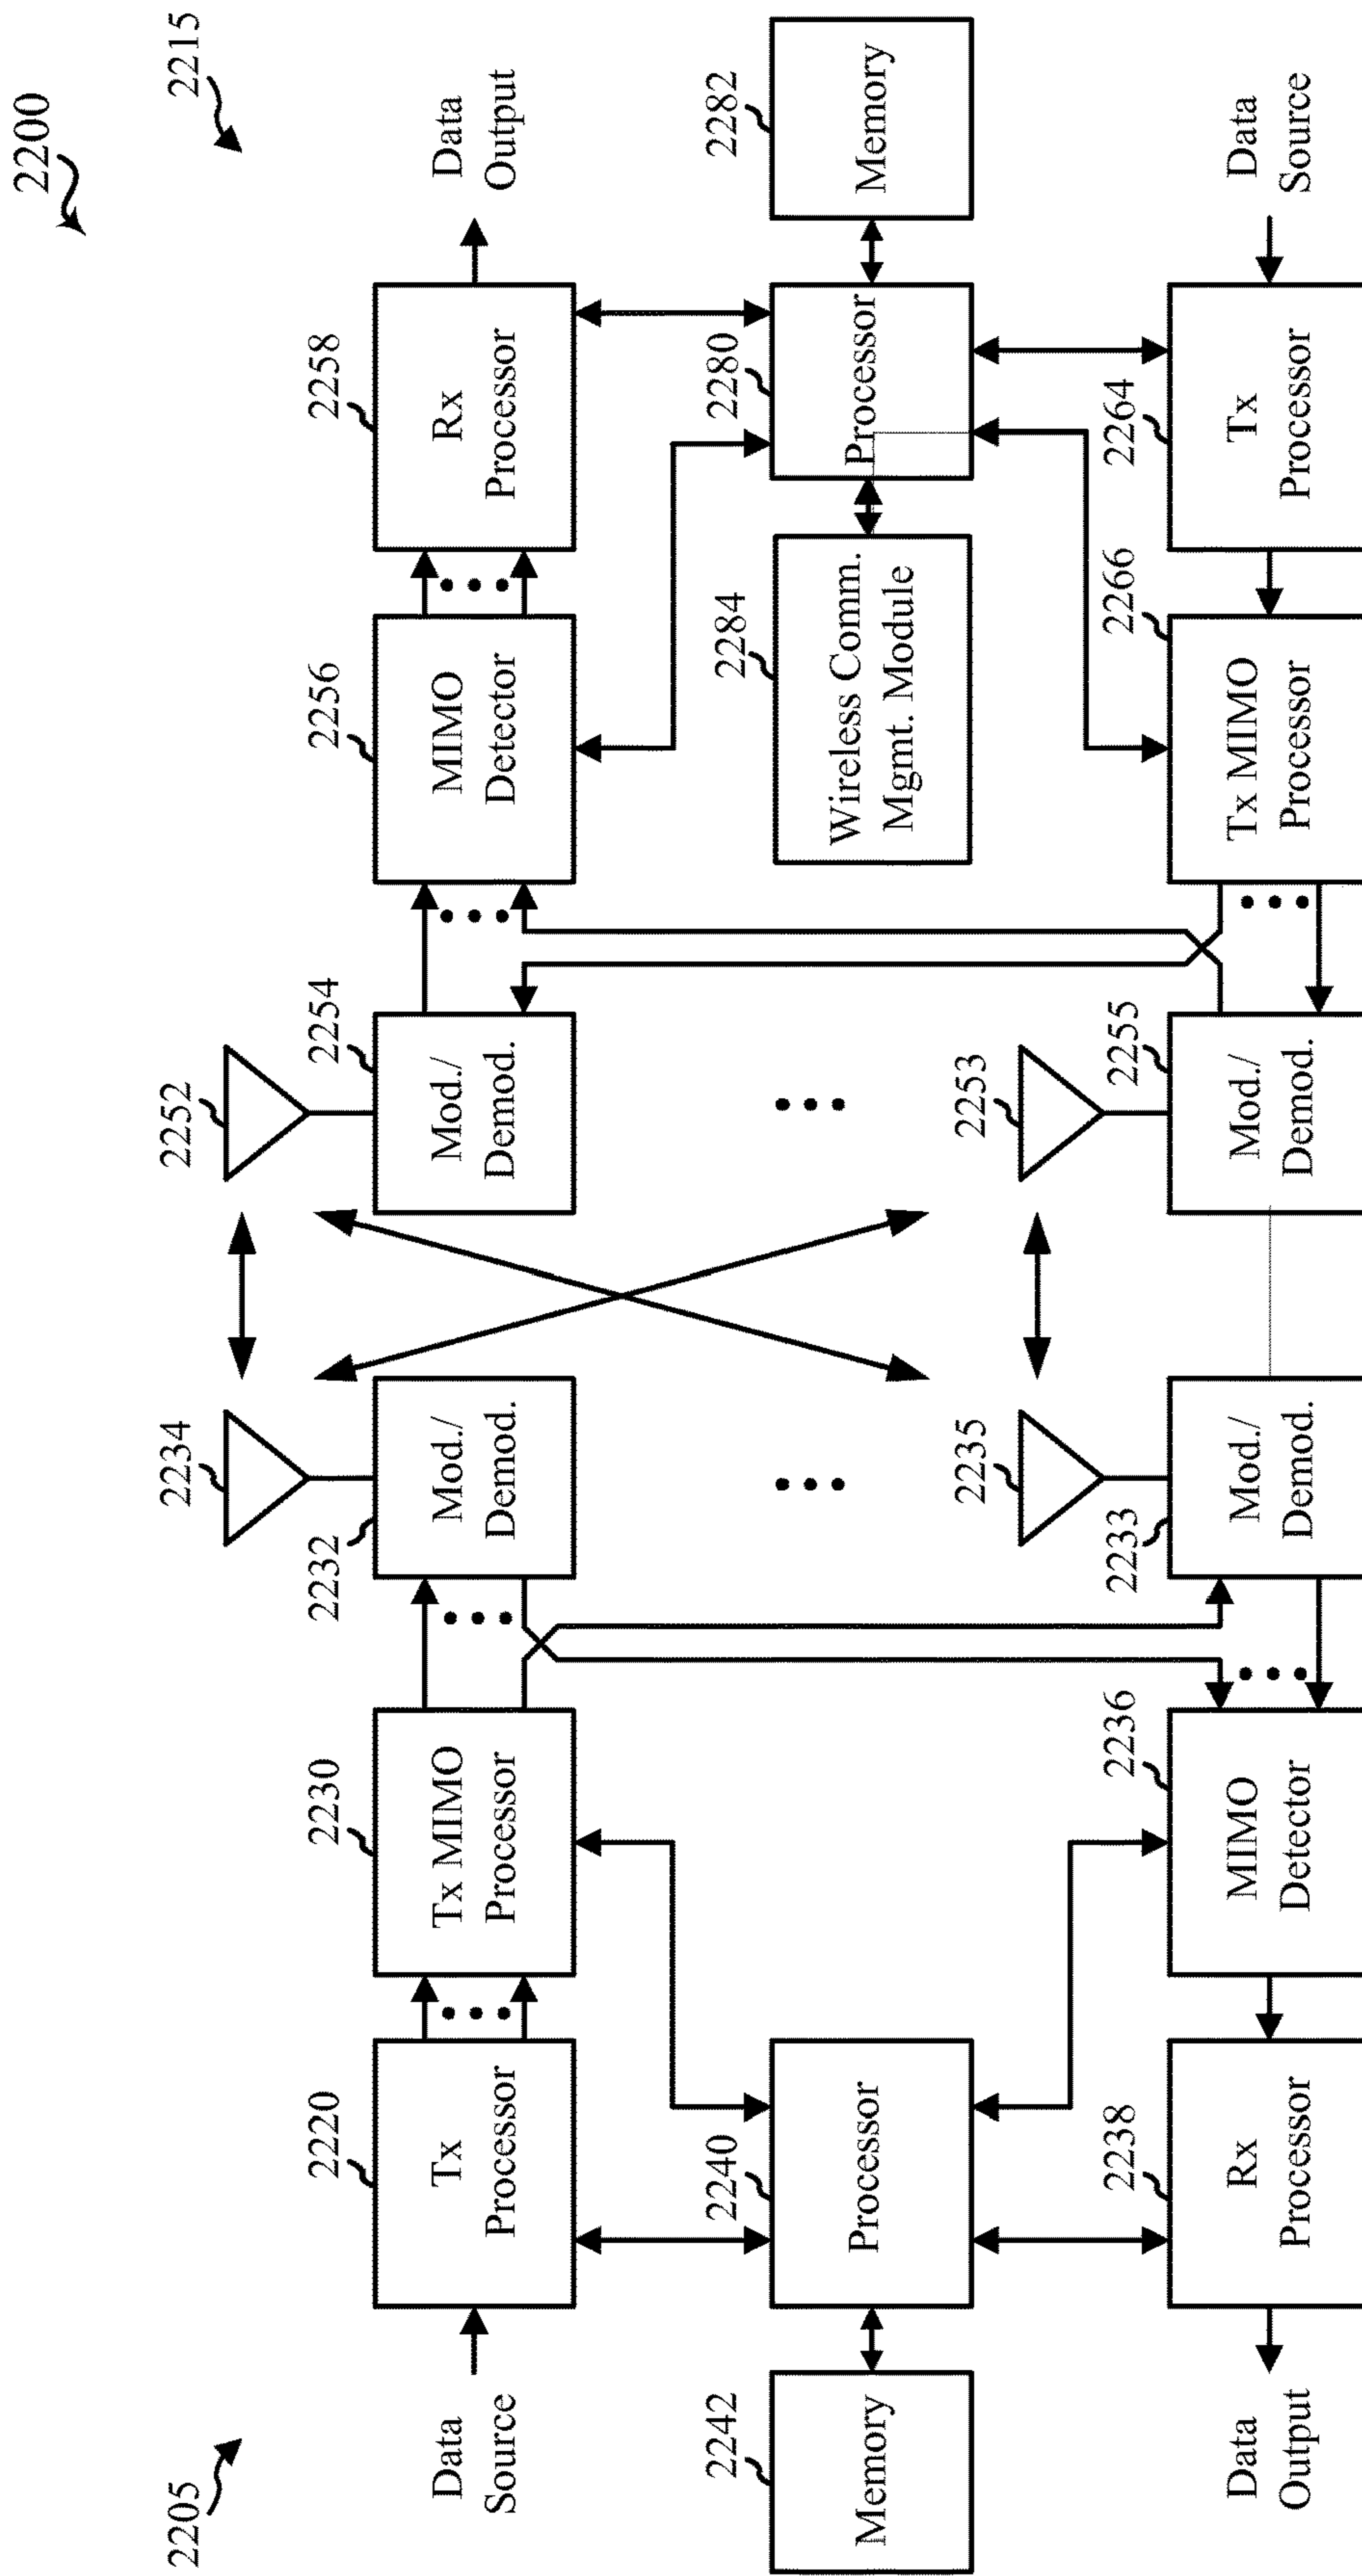 2200
2205
2215
2234
2252
2220
2230
2232
2254
2256
2258
Data
Source
Tx
Processor
Tx MIMO
Processor
Mod./
Demod.
Mod./
Demod.
MIMO
Detector
Rx
Processor
Data
Output
2242
2240
2284
2280
2282
Memory
Processor
Wireless Comm.
Mgmt. Module
Processor
Memory
2235
2253
2238
2236
2233
2255
2266
2264
Data
Output
Rx
Processor
MIMO
Detector
Mod./
Demod.
Mod./
Demod.
Tx MIMO
Processor
Tx
Processor
Data
Source